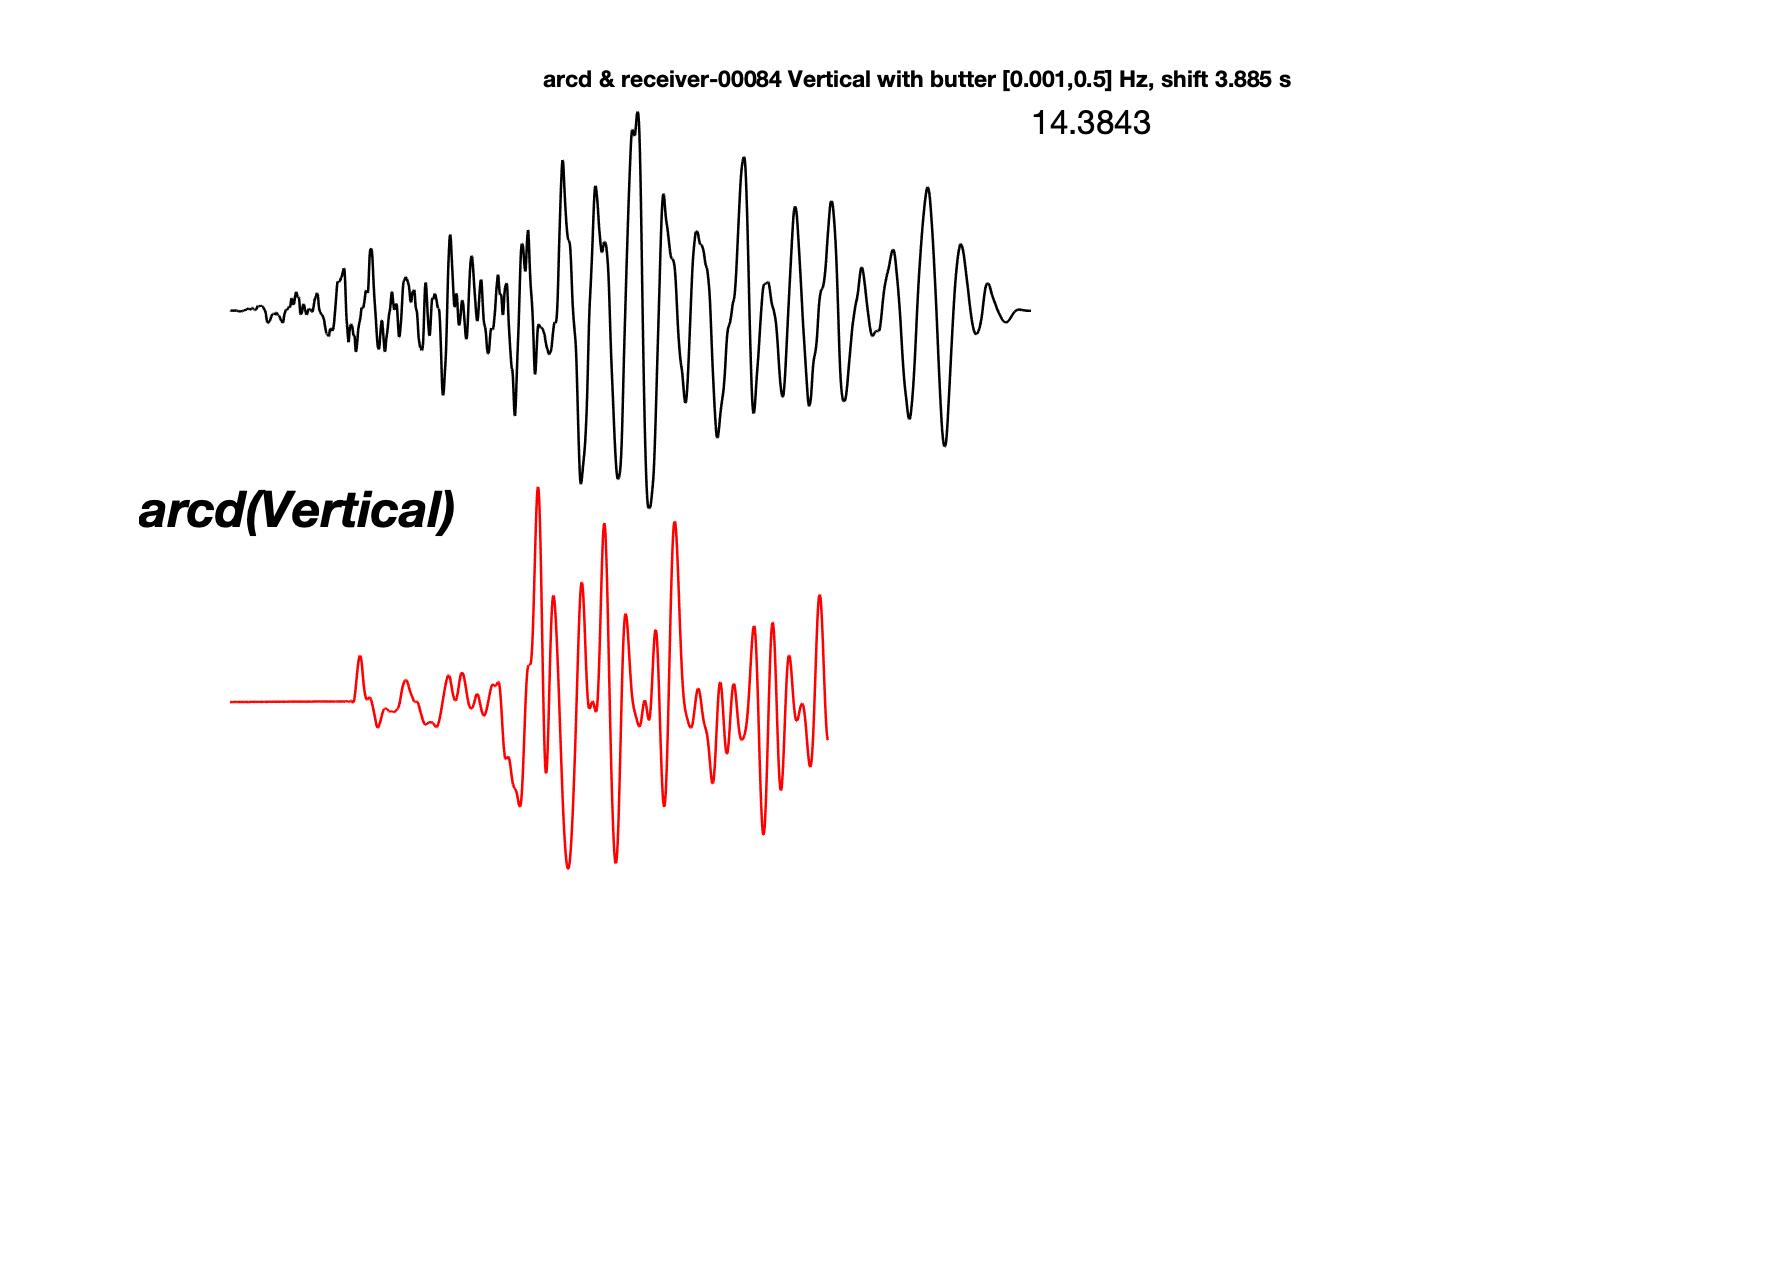 arcd & receiver-00084 Vertical with butter [0.001,0.5] Hz, shift 3.885 s
14.3843
arcd(Vertical)